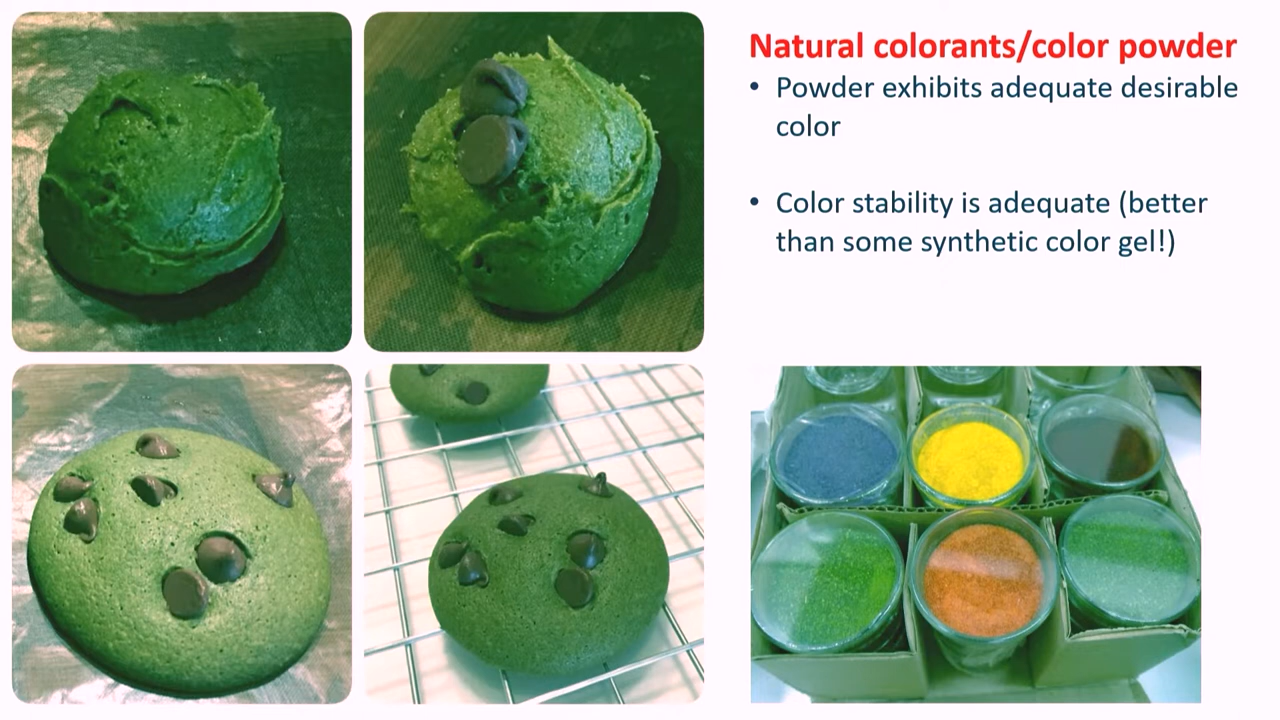 Natural colorants/color powder
• Powder exhibits adequate desirable
color
• Color stability is adequate (better
than some synthetic color gel!)